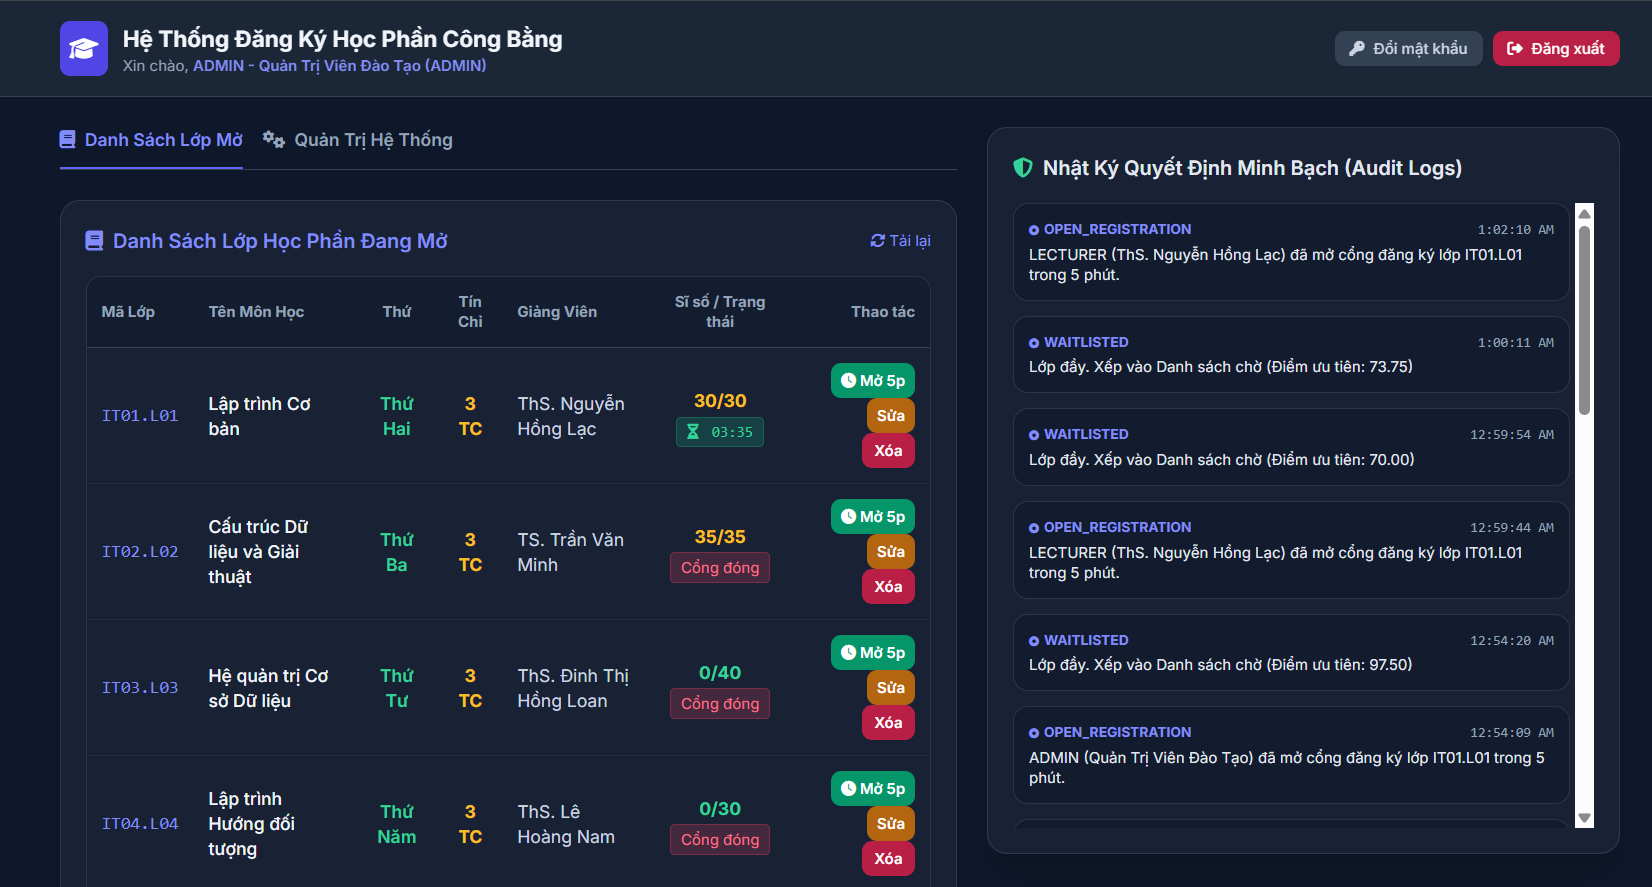 Hệ Thống Đăng Ký Học Phần Công Bằng
Xin chào, ADMIN - Quản Trị Viên Đào Tạo (ADMIN)
Đổi mật khẩu
Đăng xuất
Danh Sách Lớp Mở
Quản Trị Hệ Thống
Danh Sách Lớp Học Phần Đang Mở
Tải lại
Mã Lớp
Tên Môn Học
Thứ
Tín
Chỉ
Giảng Viên
Sĩ số / Trạng
thái
Thao tác
IT01.L01
Lập trình Cơ
bản
Thứ
Hai
3
TC
ThS. Nguyễn
Hồng Lạc
30/30
03:35
Mở 5p
Sửa
Xóa
IT02.L02
Cấu trúc Dữ
liệu và Giải
thuật
Thứ
Ba
3
TC
TS. Trần Văn
Minh
35/35
Cổng đóng
Mở 5p
Sửa
Xóa
IT03.L03
Hệ quản trị Cơ
sở Dữ liệu
Thứ
Tư
3
TC
ThS. Đinh Thị
Hồng Loan
0/40
Cổng đóng
Mở 5p
Sửa
Xóa
IT04.L04
Lập trình
Hướng đối
tượng
Thứ
Năm
3
TC
ThS. Lê
Hoàng Nam
0/30
Cổng đóng
Mở 5p
Sửa
Xóa
Nhật Ký Quyết Định Minh Bạch (Audit Logs)
OPEN_REGISTRATION 1:02:10 AM
LECTURER (ThS. Nguyễn Hồng Lạc) đã mở cổng đăng ký lớp IT01.L01
trong 5 phút.
WAITLISTED 1:00:11 AM
Lớp đầy. Xếp vào Danh sách chờ (Điểm ưu tiên: 73.75)
WAITLISTED 12:59:54 AM
Lớp đầy. Xếp vào Danh sách chờ (Điểm ưu tiên: 70.00)
OPEN_REGISTRATION 12:59:44 AM
LECTURER (ThS. Nguyễn Hồng Lạc) đã mở cổng đăng ký lớp IT01.L01
trong 5 phút.
WAITLISTED 12:54:20 AM
Lớp đầy. Xếp vào Danh sách chờ (Điểm ưu tiên: 97.50)
OPEN_REGISTRATION 12:54:09 AM
ADMIN (Quản Trị Viên Đào Tạo) đã mở cổng đăng ký lớp IT01.L01 trong 5
phút.